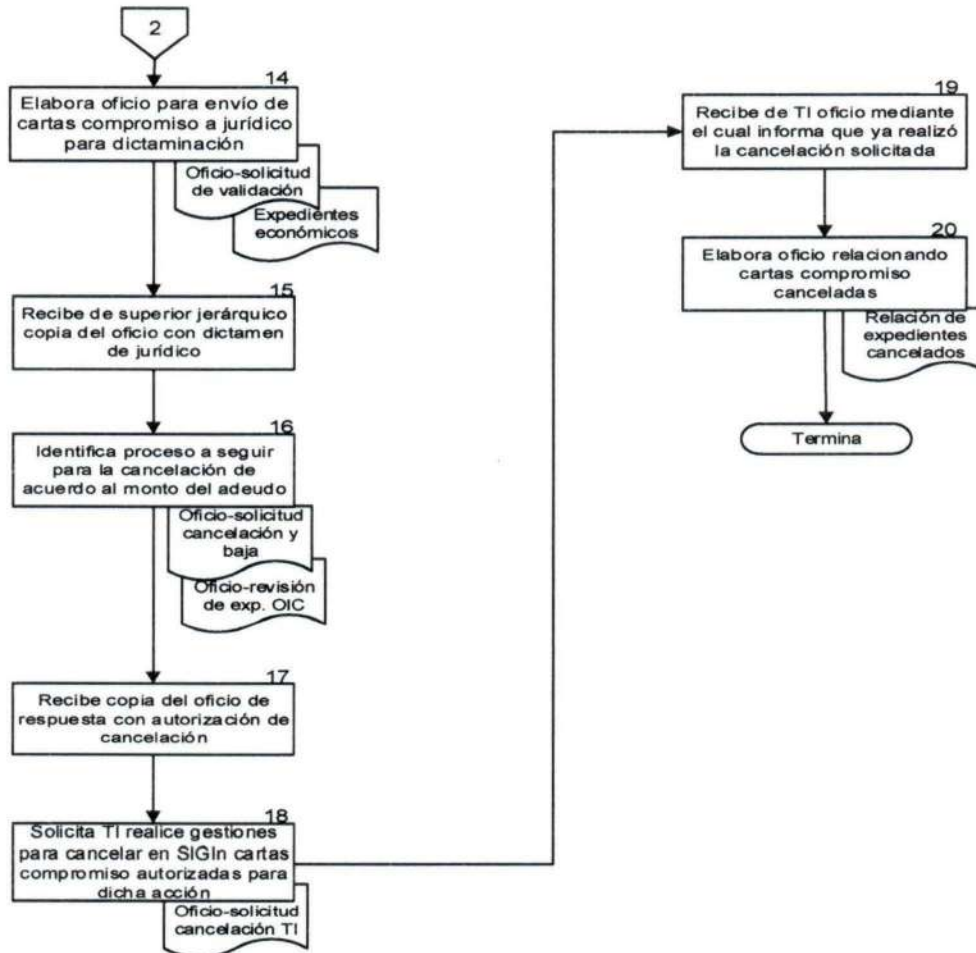 2
14
Elabora oficio para envío de
cartas compromiso a jurídico
para dictaminación
Oficio-solicitud
de validación
Expedientes
económicos
15
Recibe de superior jerárquico
copia del oficio con dictamen
de jurídico
16
Identifica proceso a seguir
para la cancelación de
acuerdo al monto del adeudo
Oficio-solicitud
cancelación y
baja
Oficio-revisión
de exp. OIC
17
Recibe copia del oficio de
respuesta con autorización de
cancelación
18
Solicita TI realice gestiones
para cancelar en SIGIn cartas
compromiso autorizadas para
dicha acción
Oficio-solicitud
cancelación TI
19
Recibe de TI oficio mediante
el cual informa que ya realizó
la cancelación solicitada
20
Elabora oficio relacionando
cartas compromiso
canceladas
Relación de
expedientes
cancelados
Termina